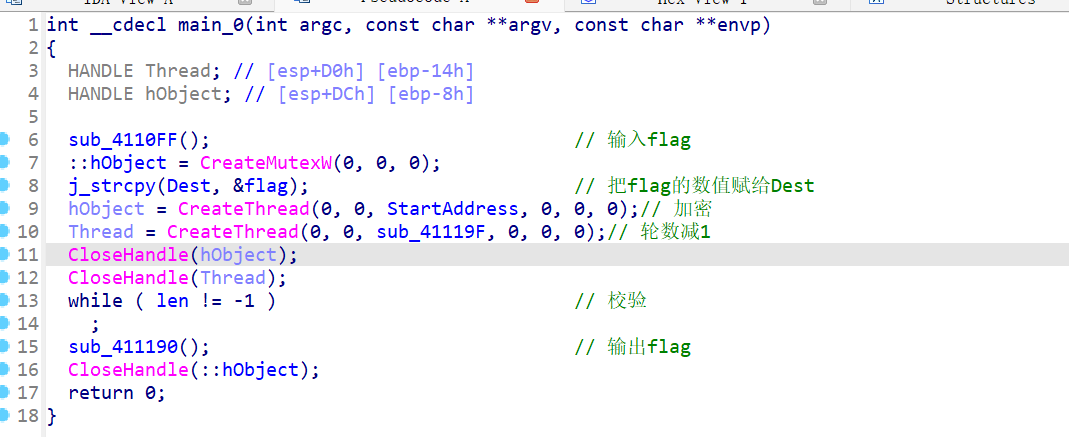 IDA View A
Pseudocode A
Hex View 1
Structures
1 int __cdecl main_0(int argc, const char **argv, const char **envp)
2 {
3 HANDLE Thread; // [esp+D0h] [ebp-14h]
4 HANDLE hObject; // [esp+DCh] [ebp-8h]
5
6 sub_4110FF(); // 输入flag
7 ::hObject = CreateMutexW(0, 0, 0);
8 j_strcpy(Dest, &flag); // 把flag的数值赋给Dest
9 hObject = CreateThread(0, 0, StartAddress, 0, 0, 0);// 加密
10 Thread = CreateThread(0, 0, sub_41119F, 0, 0, 0);// 轮数减1
11 CloseHandle(hObject);
12 CloseHandle(Thread);
13 while ( len != -1 ) // 校验
14 ;
15 sub_411190(); // 输出flag
16 CloseHandle(::hObject);
17 return 0;
18 }